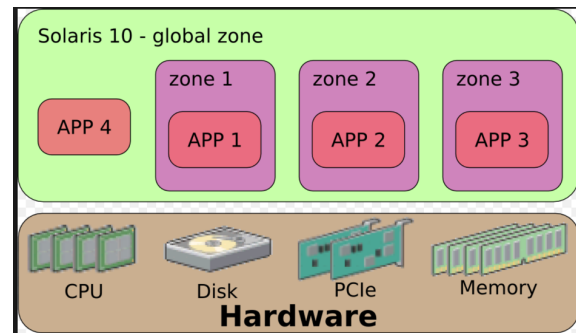 Solaris 10 - global zone
zone 1
zone 2
zone 3
APP 4
APP 1
APP 2
APP 3
CPU
Disk
PCIe
Memory
Hardware